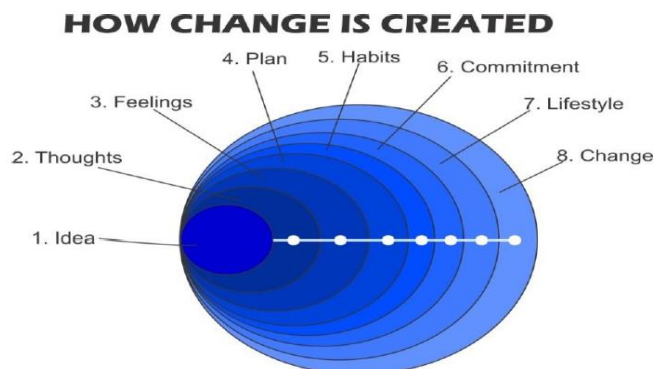 HOW CHANGE IS CREATED
1. Idea
2. Thoughts
3. Feelings
4. Plan
5. Habits
6. Commitment
7. Lifestyle
8. Change